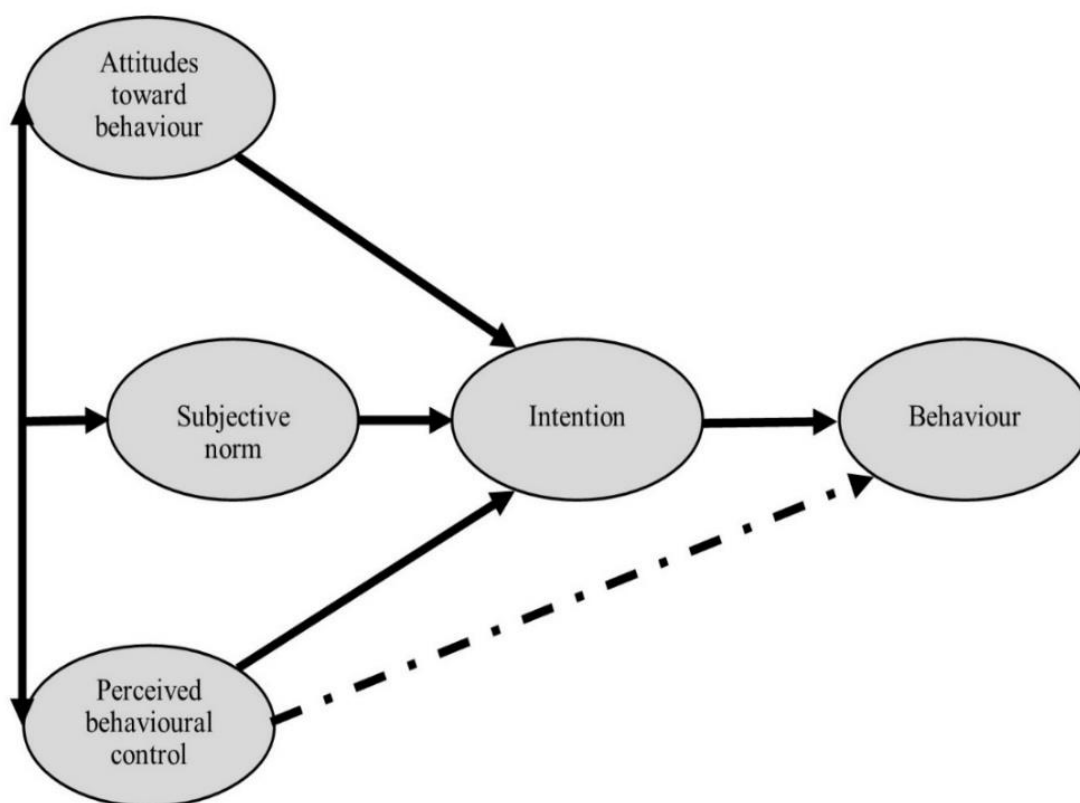 Attitudes
toward
behaviour
Subjective
norm
Intention
Behaviour
Perceived
behavioural
control